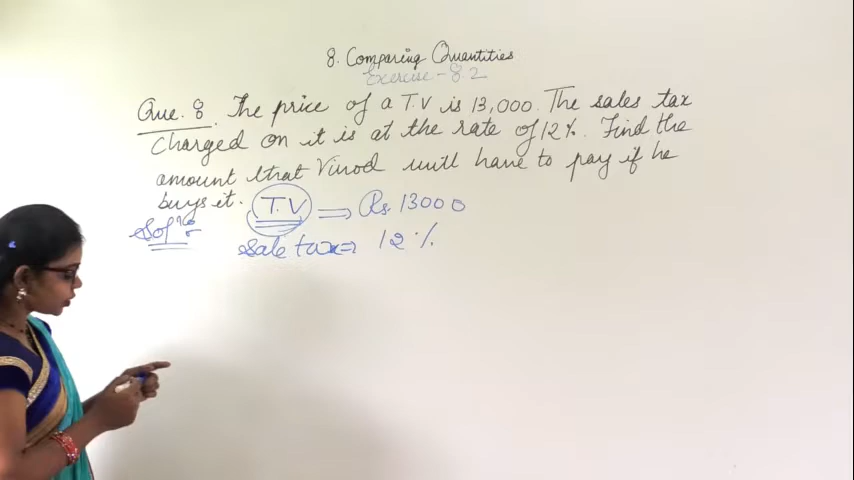 8. Comparing Quantities
Exercise - 8.2
Que. 8. The price of a T.V is 13,000. The sales tax
charged on it is at the rate of 12%. Find the
amount that Vinod will have to pay if he
buys it.
T.V ⇒ Rs. 13000
Solⁿ:-
Sale tax ⇒ 12%